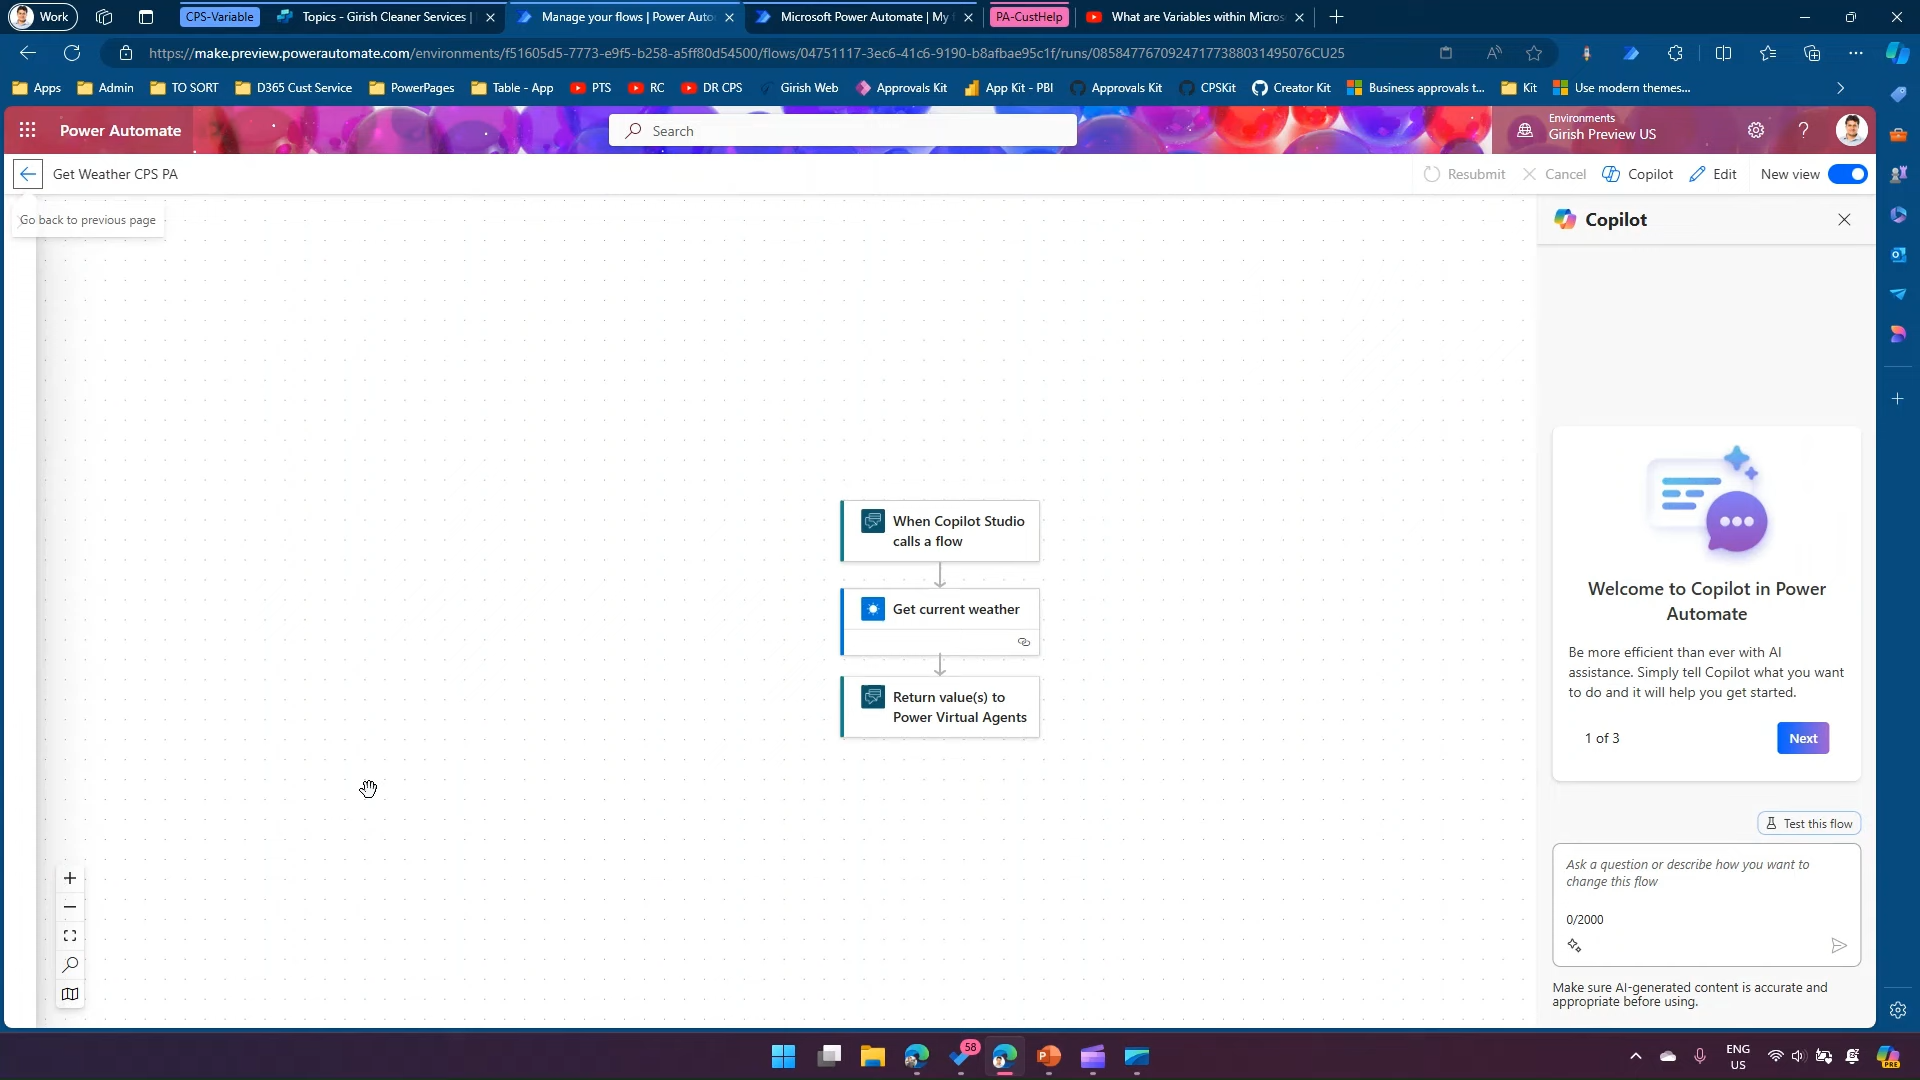 Work
CPS-Variable
Topics - Girish Cleaner Services |
Manage your flows | Power Auto
Microsoft Power Automate | My f
PA-CustHelp
What are Variables within Micros
https://make.preview.powerautomate.com/environments/f51605d5-7773-e9f5-b258-a5ff80d54500/flows/04751117-3ec6-41c6-9190-b8afbae95c1f/runs/08584776709247177388031495076CU25
Apps
Admin
TO SORT
D365 Cust Service
PowerPages
Table - App
PTS
RC
DR CPS
Girish Web
Approvals Kit
App Kit - PBI
Approvals Kit
CPSKit
Creator Kit
Business approvals t...
Kit
Use modern themes...
Power Automate
Search
Environments
Girish Preview US
Get Weather CPS PA
Resubmit
Cancel
Copilot
Edit
New view
Go back to previous page
Copilot
When Copilot Studio
calls a flow
Get current weather
Return value(s) to
Power Virtual Agents
Welcome to Copilot in Power
Automate
Be more efficient than ever with AI
assistance. Simply tell Copilot what you want
to do and it will help you get started.
1 of 3
Next
Test this flow
Ask a question or describe how you want to
change this flow
0/2000
Make sure AI-generated content is accurate and
appropriate before using.
58
ENG
US
PRE